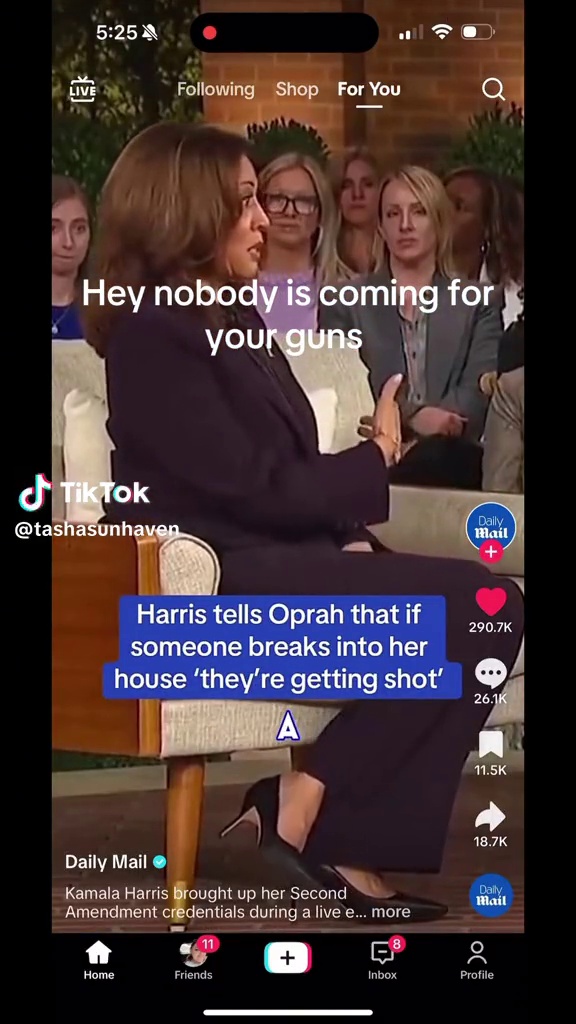 5:25
LIVE
Following Shop For You
Hey nobody is coming for
your guns
TikTok
@tashasunhaven
Daily
Mail
290.7K
Harris tells Oprah that if
someone breaks into her
house ‘they’re getting shot’
26.1K
A
11.5K
18.7K
Daily Mail
Kamala Harris brought up her Second
Amendment credentials during a live e... more
Daily
Mail
11
8
Home Friends Inbox Profile